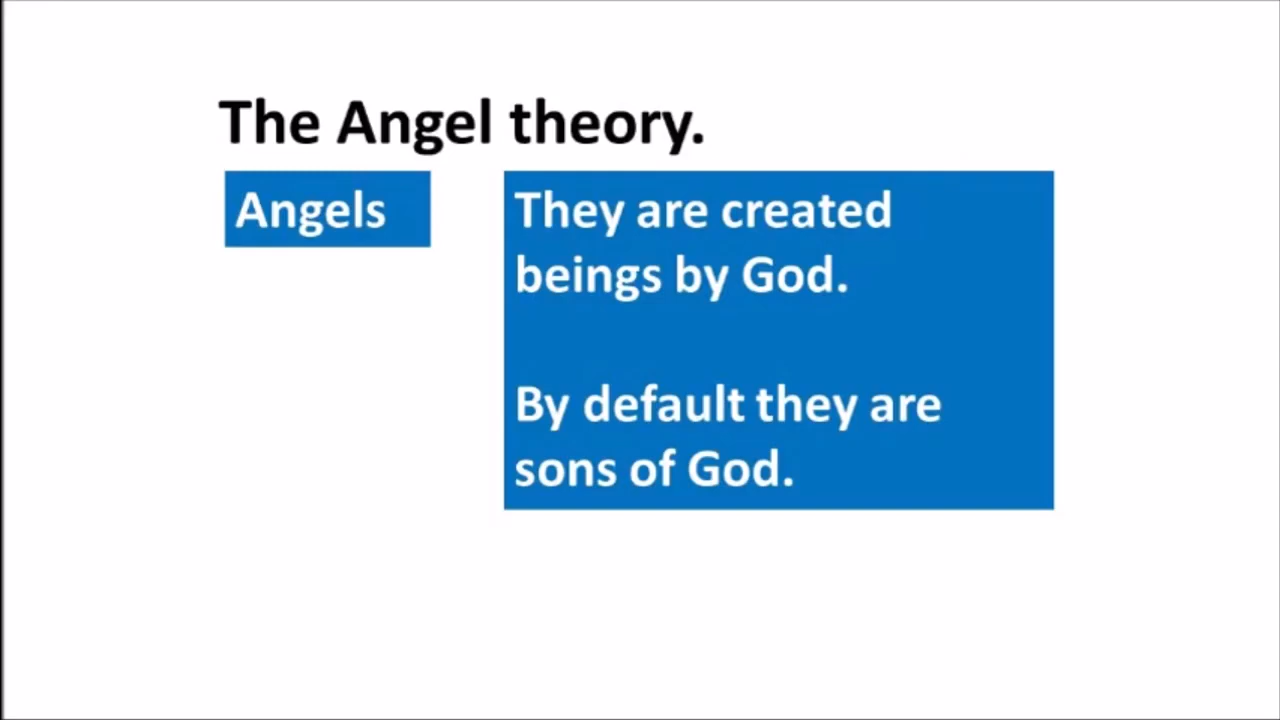 The Angel theory.
Angels
They are created
beings by God.
By default they are
sons of God.